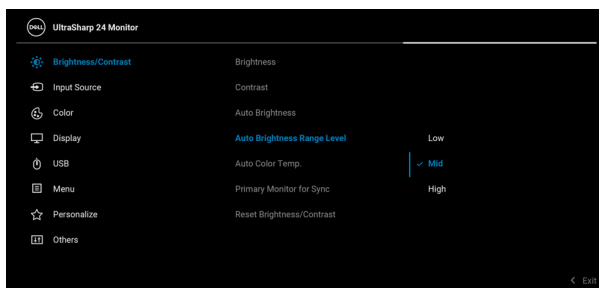 DELL UltraSharp 24 Monitor
Brightness/Contrast Brightness
Input Source Contrast
Color Auto Brightness
Display Auto Brightness Range Level Low
USB Auto Color Temp. Mid
Menu Primary Monitor for Sync High
Personalize Reset Brightness/Contrast
Others
Exit